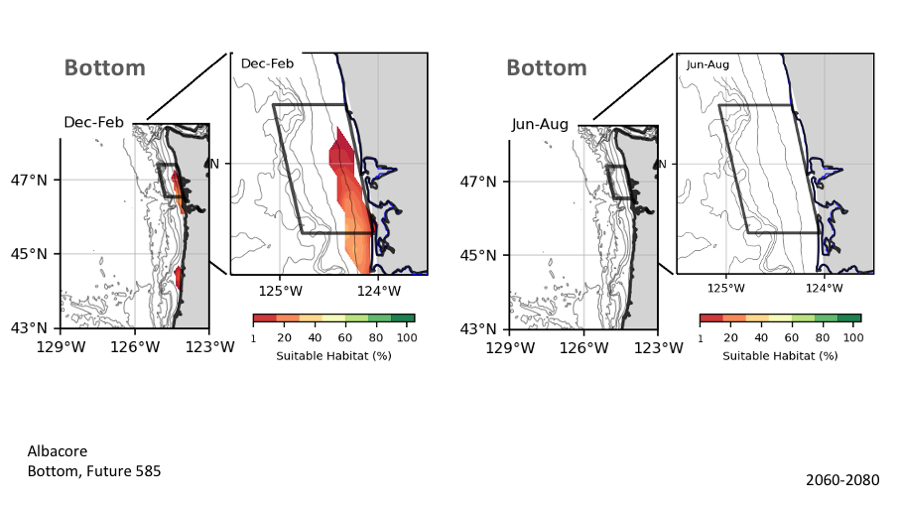 Bottom
Dec-Feb
Dec-Feb
N
47°N
45°N
43°N
129°W 126°W 123°W
125°W 124°W
1 20 40 60 80 100
Suitable Habitat (%)
Bottom
Jun-Aug
Jun-Aug
N
47°N
45°N
43°N
129°W 126°W 123°W
125°W 124°W
1 20 40 60 80 100
Suitable Habitat (%)
Albacore
Bottom, Future 585
2060-2080